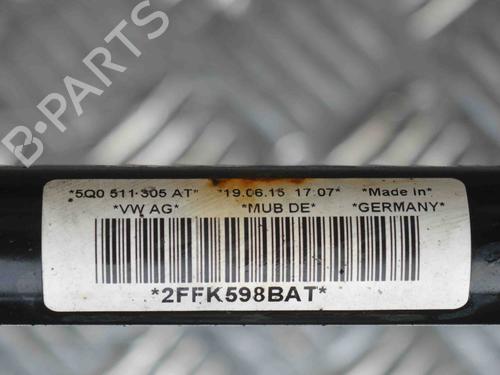 B-PARTS
*5Q0 511 305 AT* *19.06.15 17:07* *Made in*
*VW AG* *MUB DE* *GERMANY*
*2FFK598BAT*